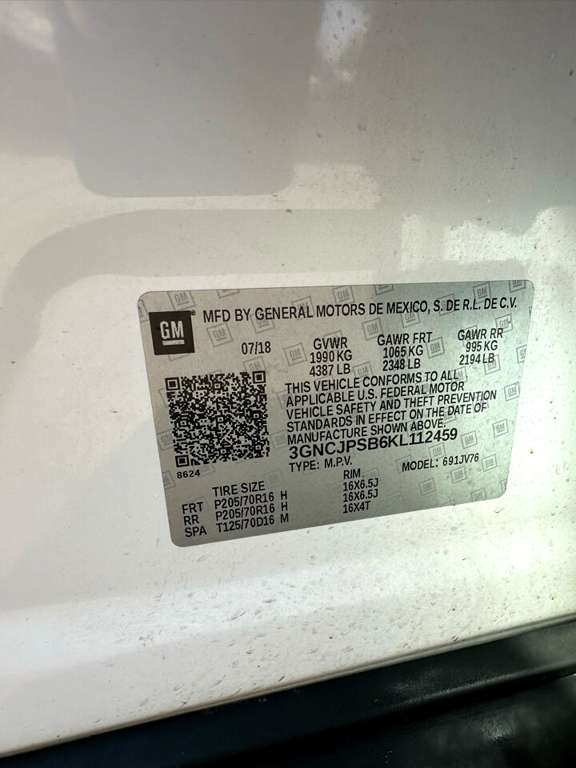 GM
MFD BY GENERAL MOTORS DE MEXICO, S. DE R.L. DE C.V.
07/18 GVWR GAWR FRT GAWR RR
1990 KG 1065 KG 995 KG
4387 LB 2348 LB 2194 LB
THIS VEHICLE CONFORMS TO ALL
APPLICABLE U.S. FEDERAL MOTOR
VEHICLE SAFETY AND THEFT PREVENTION
STANDARDS IN EFFECT ON THE DATE OF
MANUFACTURE SHOWN ABOVE.
3GNCJPSB6KL112459
8624 TYPE: M.P.V. MODEL: 691JV76
TIRE SIZE RIM
FRT P205/70R16 H 16X6.5J
RR P205/70R16 H 16X6.5J
SPA T125/70D16 M 16X4T